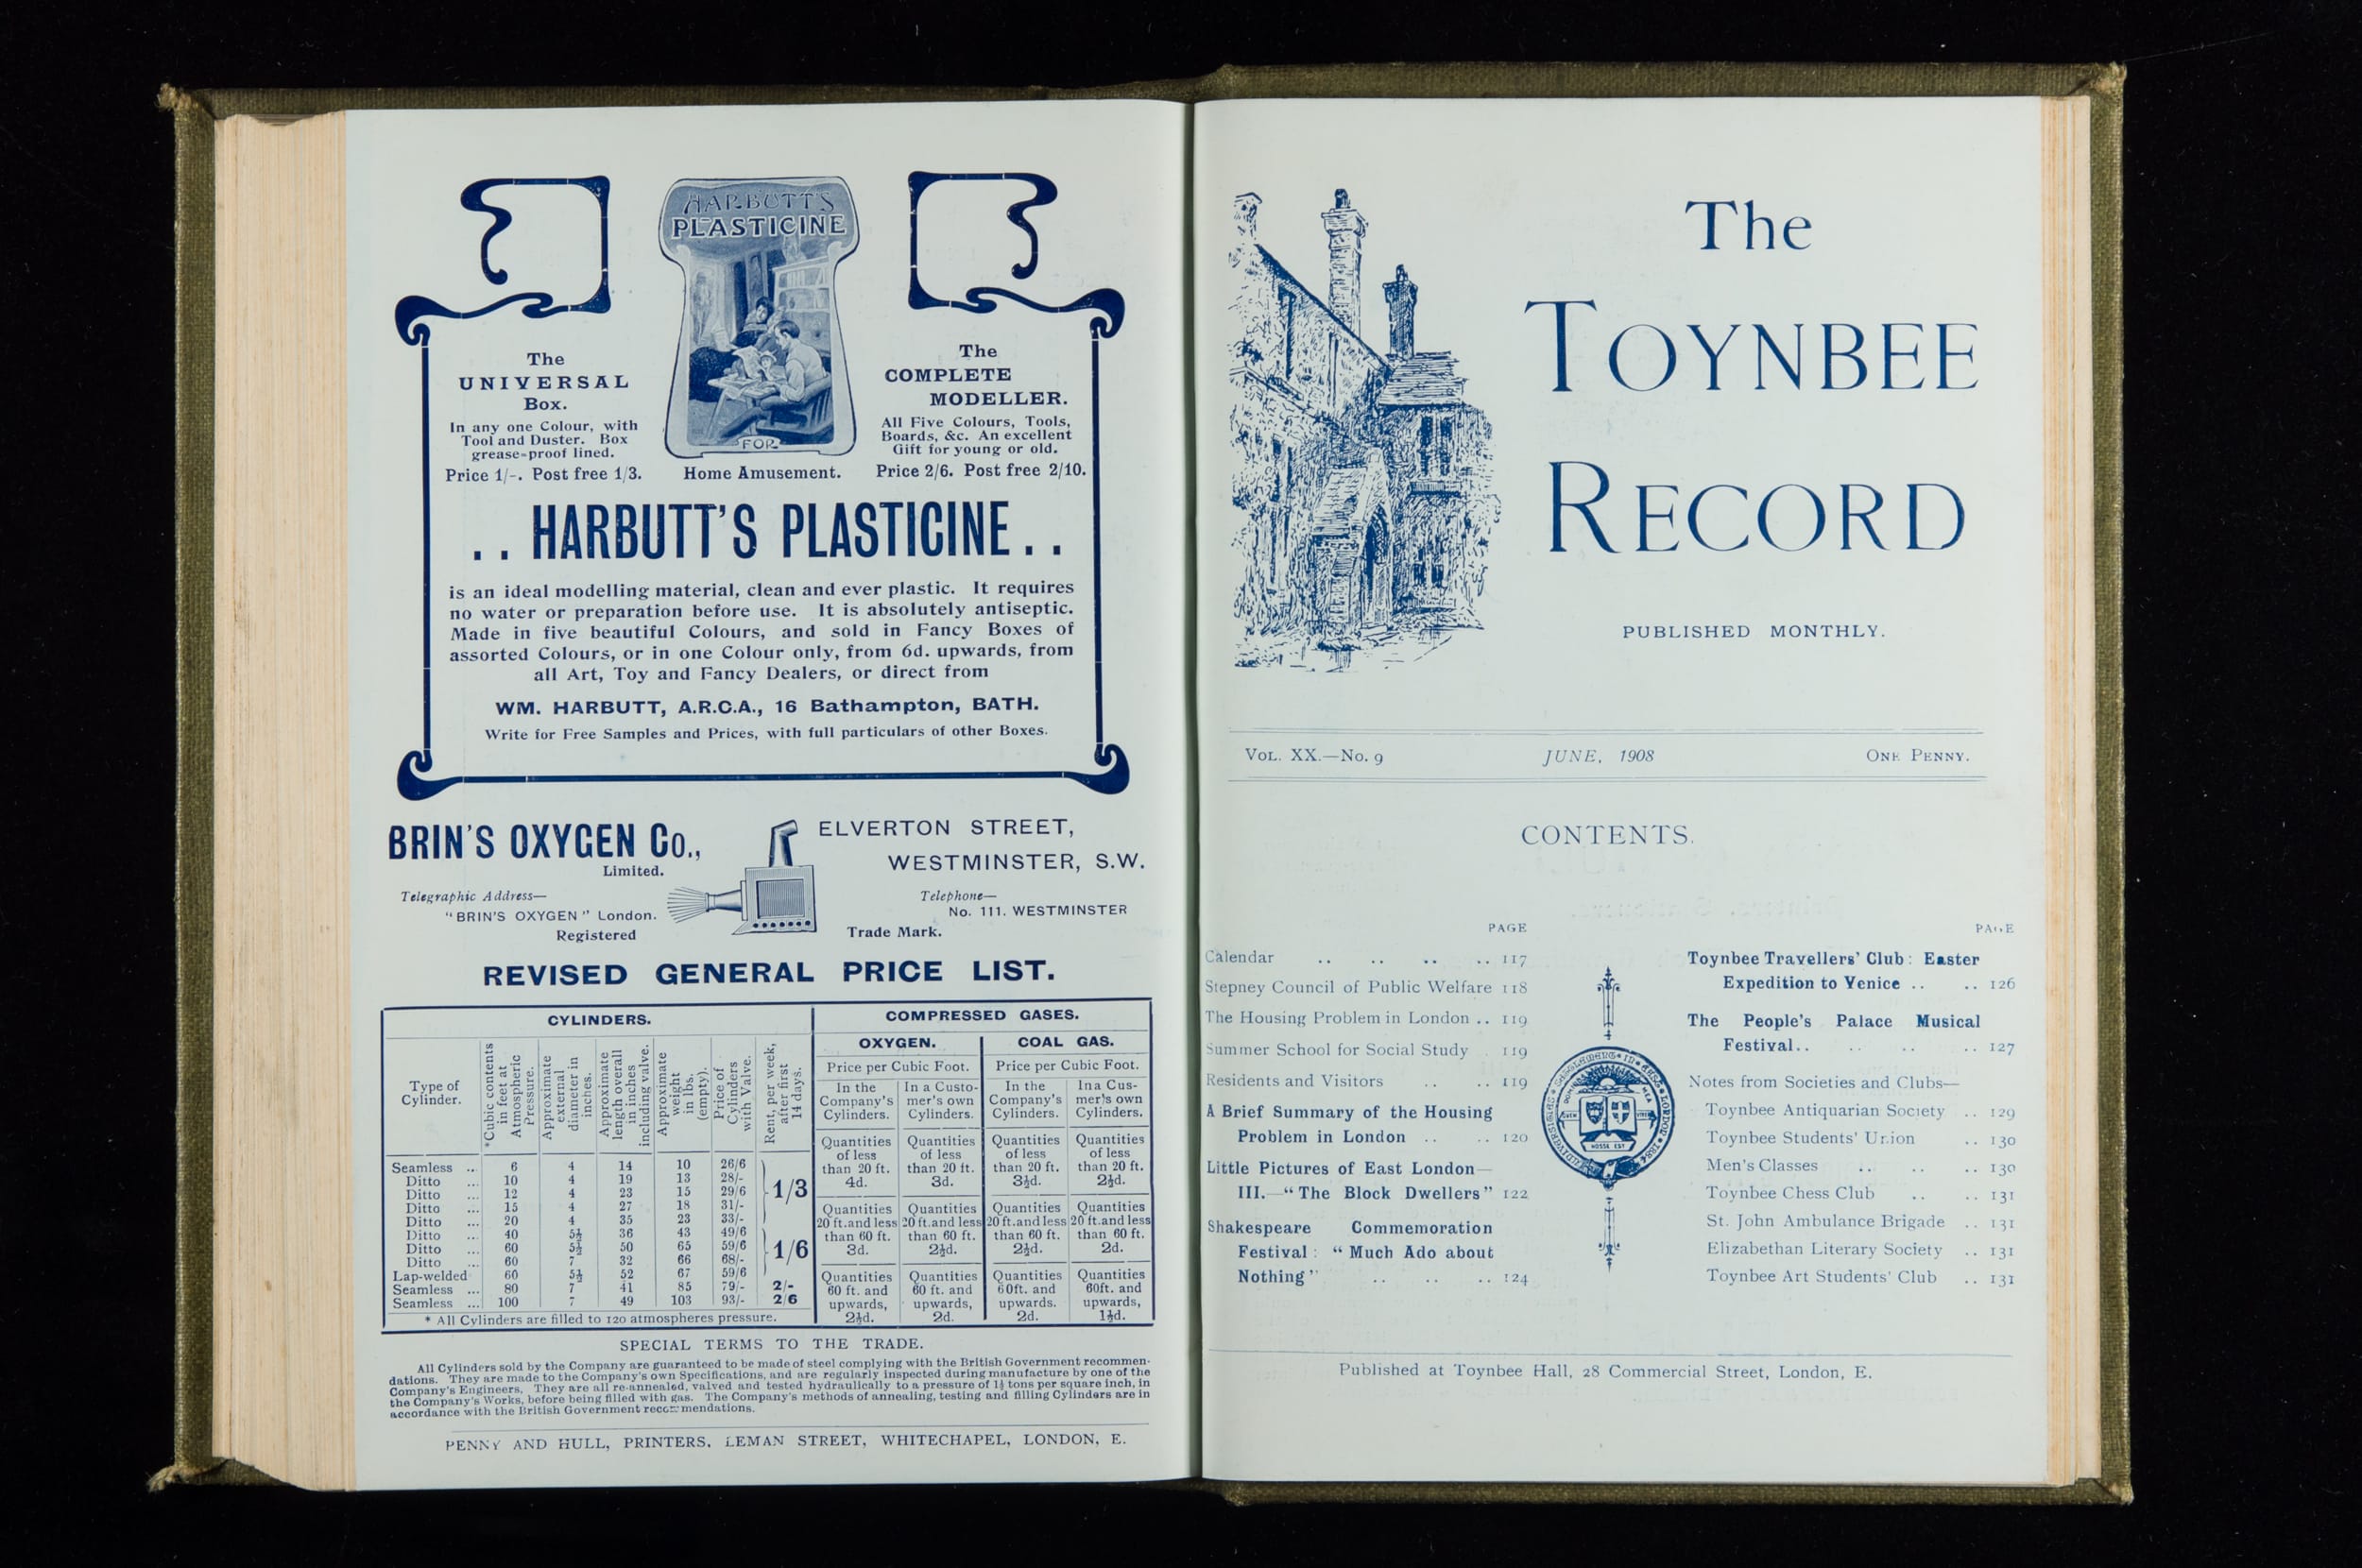 HARBUTT'S
PLASTICINE
FOR
Home Amusement.
The
UNIVERSAL
Box.
In any one Colour, with
Tool and Duster. Box
grease-proof lined.
Price 1/-. Post free 1/3.
The
COMPLETE
MODELLER.
All Five Colours, Tools,
Boards, &c. An excellent
Gift for young or old.
Price 2/6. Post free 2/10.
. . HARBUTT'S PLASTICINE . .
is an ideal modelling material, clean and ever plastic. It requires
no water or preparation before use. It is absolutely antiseptic.
Made in five beautiful Colours, and sold in Fancy Boxes of
assorted Colours, or in one Colour only, from 6d. upwards, from
all Art, Toy and Fancy Dealers, or direct from
WM. HARBUTT, A.R.C.A., 16 Bathampton, BATH.
Write for Free Samples and Prices, with full particulars of other Boxes.
BRIN'S OXYGEN Co.,
Limited.
Telegraphic Address—
"BRIN'S OXYGEN" London.
Registered
Trade Mark.
ELVERTON STREET,
WESTMINSTER, S.W.
Telephone—
No. 111. WESTMINSTER
REVISED GENERAL PRICE LIST.
CYLINDERS.
Type of
Cylinder.
*Cubic contents
in feet at
Atmospheric
Pressure.
Approximate
external
diameter in
inches.
Approximate
length overall
in inches
including valve.
Approximate
weight
in lbs.
(empty).
Price of
Cylinders
with Valve.
Rent, per week,
after first
14 days.
Seamless .. 6 4 14 10 26/6
Ditto ... 10 4 19 13 28/-
Ditto ... 12 4 23 15 29/6
Ditto ... 15 4 27 18 31/-
Ditto ... 20 4 35 23 33/-
1/3
Ditto ... 40 5½ 36 43 49/6
Ditto ... 60 5½ 50 65 59/6
Ditto ... 60 7 32 66 68/-
Lap-welded 60 5½ 52 67 59/6
1/6
Seamless ... 80 7 41 85 79/- 2/-
Seamless ... 100 7 49 103 93/- 2/6
* All Cylinders are filled to 120 atmospheres pressure.
COMPRESSED GASES.
OXYGEN. COAL GAS.
Price per Cubic Foot. Price per Cubic Foot.
In the In a Custo- In the In a Cus-
Company's mer's own Company's mer's own
Cylinders. Cylinders. Cylinders. Cylinders.
Quantities Quantities Quantities Quantities
of less of less of less of less
than 20 ft. than 20 ft. than 20 ft. than 20 ft.
4d. 3d. 3½d. 2½d.
Quantities Quantities Quantities Quantities
20 ft. and less 20 ft. and less 20 ft. and less 20 ft. and less
than 60 ft. than 60 ft. than 60 ft. than 60 ft.
3d. 2½d. 2½d. 2d.
Quantities Quantities Quantities Quantities
60 ft. and 60 ft. and 60ft. and 60ft. and
upwards, upwards, upwards. upwards,
2½d. 2d. 2d. 1½d.
SPECIAL TERMS TO THE TRADE.
All Cylinders sold by the Company are guaranteed to be made of steel complying with the British Government recommen-
dations. They are made to the Company's own Specifications, and are regularly inspected during manufacture by one of the
Company's Engineers. They are all re-annealed, valved and tested hydraulically to a pressure of 1½ tons per square inch, in
the Company's Works, before being filled with gas. The Company's methods of annealing, testing and filling Cylinders are in
accordance with the British Government recommendations.
PENNY AND HULL, PRINTERS, LEMAN STREET, WHITECHAPEL, LONDON, E.
The
TOYNBEE
RECORD
PUBLISHED MONTHLY.
VOL. XX.—No. 9 JUNE, 1908 ONE PENNY.
CONTENTS.
PAGE
Calendar .. .. .. .. 117
Stepney Council of Public Welfare 118
The Housing Problem in London .. 119
Summer School for Social Study . 119
Residents and Visitors .. .. 119
A Brief Summary of the Housing
Problem in London .. .. 120
Little Pictures of East London—
III.—"The Block Dwellers" 122
Shakespeare Commemoration
Festival: "Much Ado about
Nothing" .. .. .. 124
PAGE
Toynbee Travellers' Club: Easter
Expedition to Venice .. .. 126
The People's Palace Musical
Festival .. .. .. .. 127
Notes from Societies and Clubs—
Toynbee Antiquarian Society .. 129
Toynbee Students' Union .. 130
Men's Classes .. .. .. 130
Toynbee Chess Club .. .. 131
St. John Ambulance Brigade .. 131
Elizabethan Literary Society .. 131
Toynbee Art Students' Club .. 131
Published at Toynbee Hall, 28 Commercial Street, London, E.